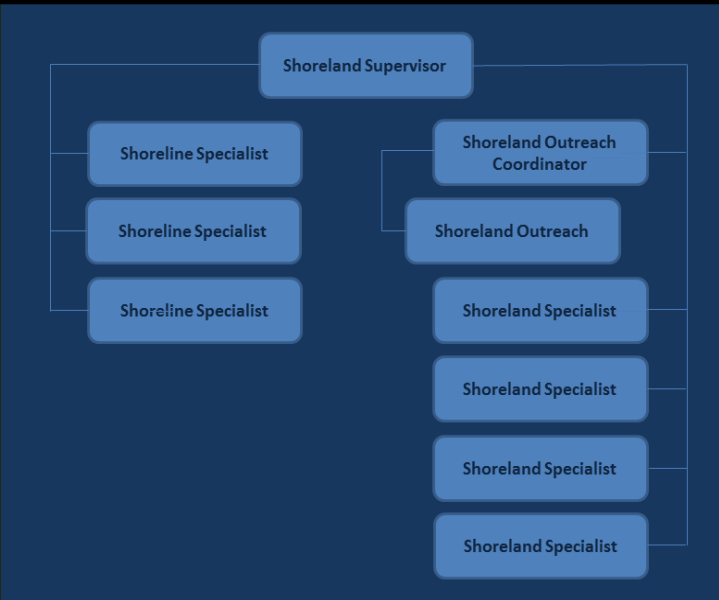 Shoreland Supervisor
Shoreline Specialist
Shoreline Specialist
Shoreline Specialist
Shoreland Outreach
Coordinator
Shoreland Outreach
Shoreland Specialist
Shoreland Specialist
Shoreland Specialist
Shoreland Specialist